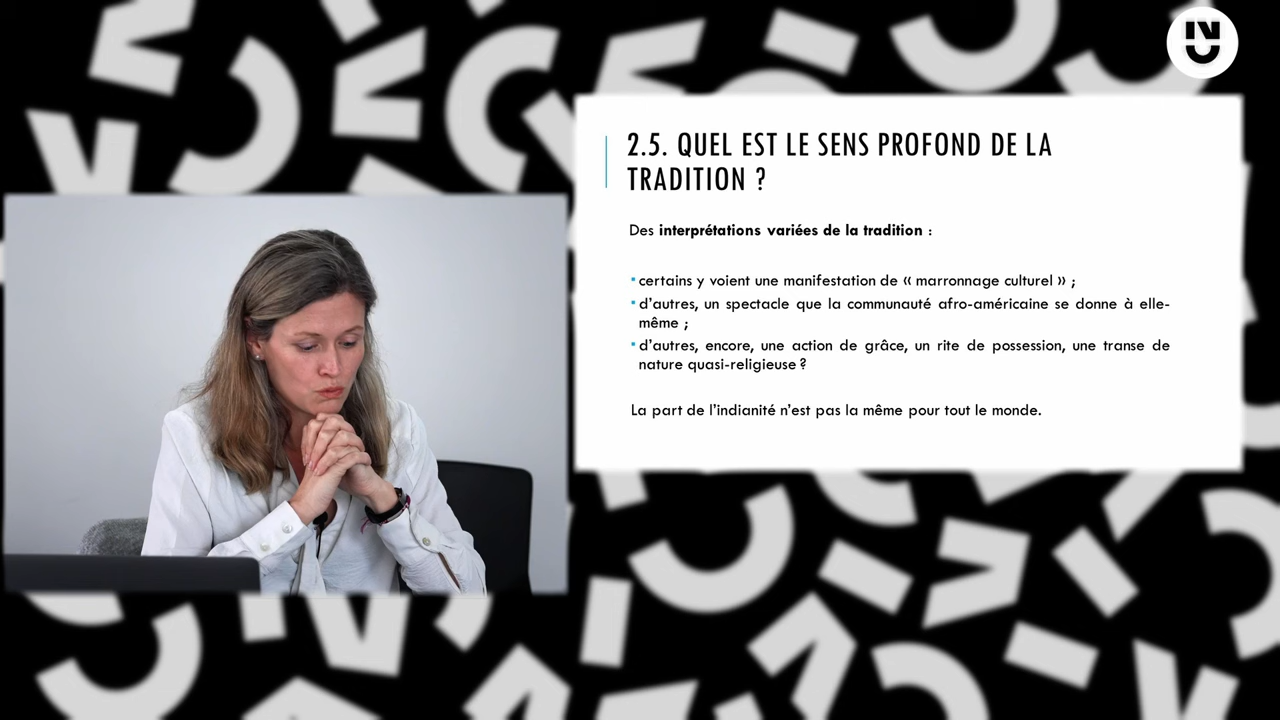 IN
U
2.5. QUEL EST LE SENS PROFOND DE LA
TRADITION ?
Des interprétations variées de la tradition :
▪ certains y voient une manifestation de « marronnage culturel » ;
▪ d'autres, un spectacle que la communauté afro-américaine se donne à elle-
même ;
▪ d'autres, encore, une action de grâce, un rite de possession, une transe de
nature quasi-religieuse ?
La part de l'indianité n'est pas la même pour tout le monde.